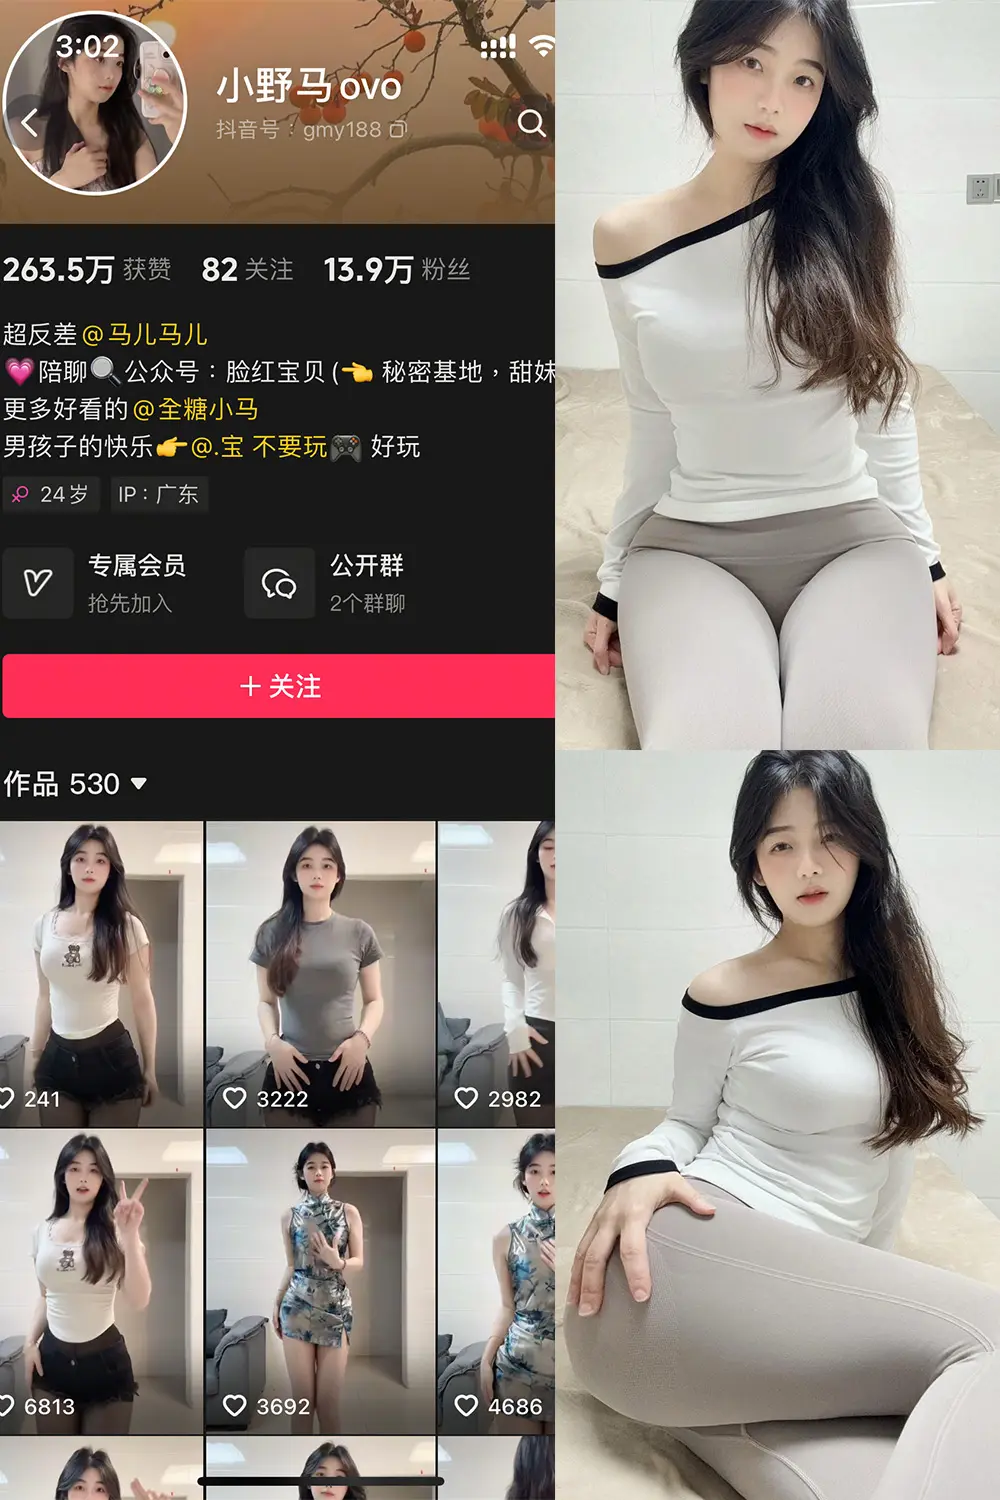 3:02
小野马ovo
抖音号：gmy188
263.5万 获赞 82 关注 13.9万 粉丝
超反差@马儿马儿
💗陪聊🔍公众号：脸红宝贝(👈 秘密基地，甜妹
更多好看的@全糖小马
男孩子的快乐👉@.宝 不要玩🎮 好玩
24岁 IP：广东
专属会员 公开群
抢先加入 2个群聊
+ 关注
作品 530
241 3222 2982
6813 3692 4686